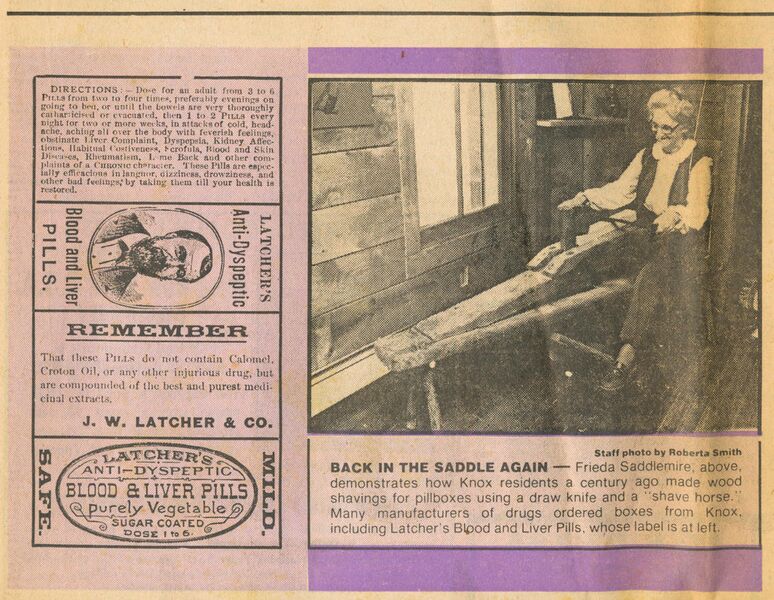 DIRECTIONS:— Dose for an adult from 3 to 6
PILLS from two to four times, preferably evenings on
going to bed, or until the bowels are very thoroughly
catharticised or evacuated, then 1 to 2 PILLS every
night for two or more weeks, in attacks of cold, head-
ache, aching all over the body with feverish feelings,
obstinate Liver Complaint, Dyspepsia, Kidney Affec-
tions, Habitual Costiveness, Scrofula, Blood and Skin
Diseases, Rheumatism, Lame Back and other com-
plaints of a CHRONIC character. These Pills are espec-
ially efficacious in languor, dizziness, drowziness, and
other bad feelings, by taking them till your health is
restored.
LATCHER'S
Anti-Dyspeptic
Blood and Liver
PILLS.
REMEMBER
That these PILLS do not contain Calomel,
Croton Oil, or any other injurious drug, but
are compounded of the best and purest medi-
cinal extracts.
J. W. LATCHER & CO.
SAFE.
LATCHER'S
ANTI-DYSPEPTIC
BLOOD & LIVER PILLS
purely Vegetable
SUGAR COATED
DOSE 1 to 6.
MILD.
Staff photo by Roberta Smith
BACK IN THE SADDLE AGAIN — Frieda Saddlemire, above,
demonstrates how Knox residents a century ago made wood
shavings for pillboxes using a draw knife and a "shave horse."
Many manufacturers of drugs ordered boxes from Knox,
including Latcher's Blood and Liver Pills, whose label is at left.